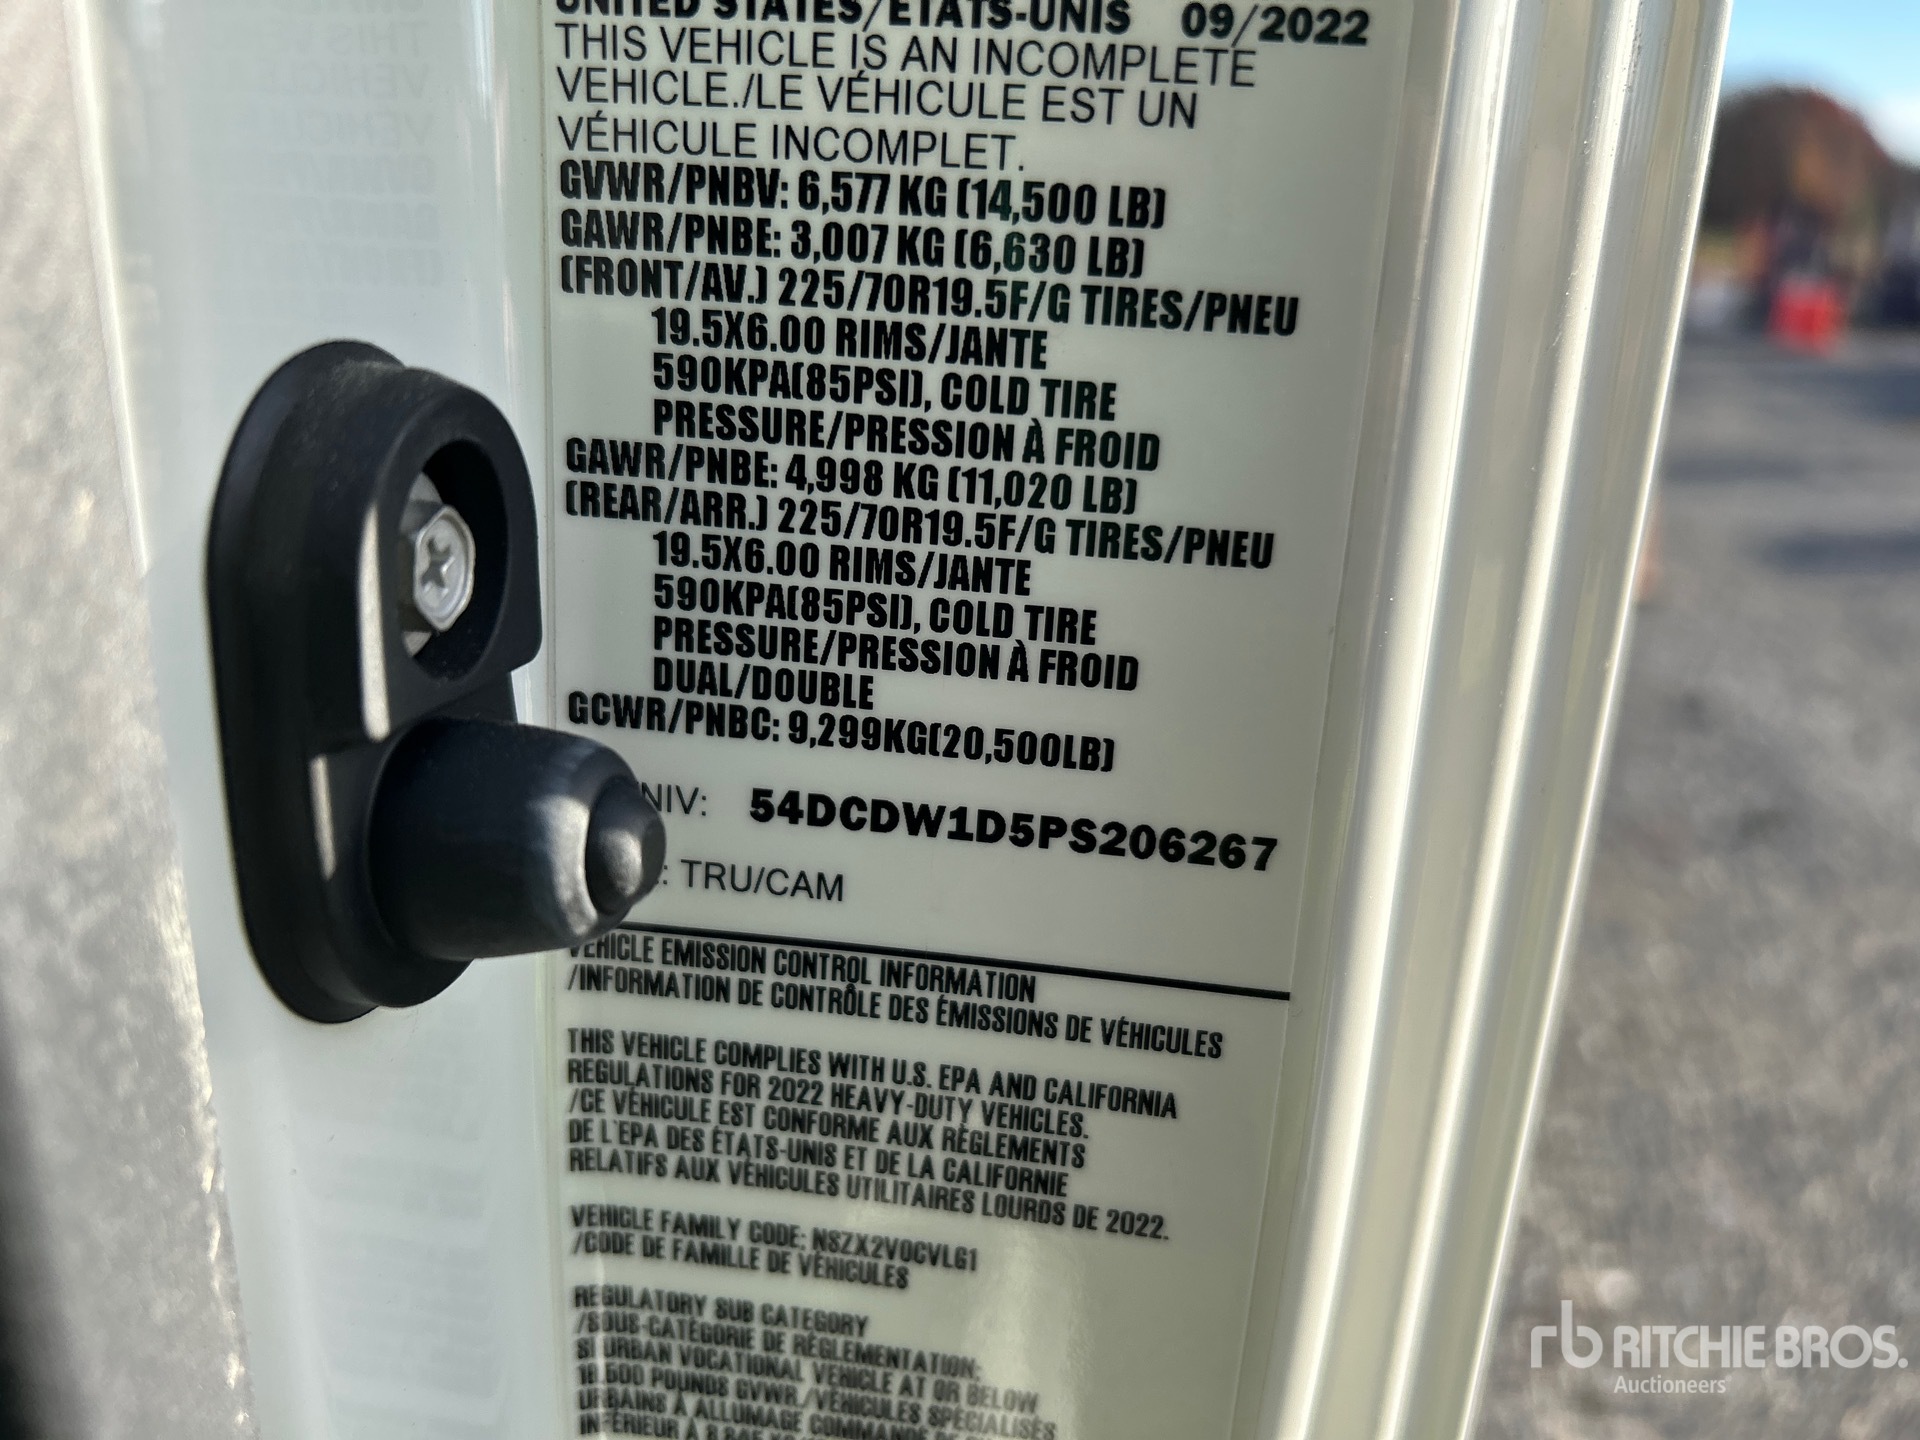 UNITED STATES/ÉTATS-UNIS 09/2022
THIS VEHICLE IS AN INCOMPLETE
VEHICLE./LE VÉHICULE EST UN
VÉHICULE INCOMPLET.
GVWR/PNBV: 6,577 KG (14,500 LB)
GAWR/PNBE: 3,007 KG (6,630 LB)
(FRONT/AV.) 225/70R19.5F/G TIRES/PNEU
19.5X6.00 RIMS/JANTE
590KPA(85PSI), COLD TIRE
PRESSURE/PRESSION À FROID
GAWR/PNBE: 4,998 KG (11,020 LB)
(REAR/ARR.) 225/70R19.5F/G TIRES/PNEU
19.5X6.00 RIMS/JANTE
590KPA(85PSI), COLD TIRE
PRESSURE/PRESSION À FROID
DUAL/DOUBLE
GCWR/PNBC: 9,299KG(20,500LB)
NIV: 54DCDW1D5PS206267
: TRU/CAM
VEHICLE EMISSION CONTROL INFORMATION
/INFORMATION DE CONTRÔLE DES ÉMISSIONS DE VÉHICULES
THIS VEHICLE COMPLIES WITH U.S. EPA AND CALIFORNIA
REGULATIONS FOR 2022 HEAVY-DUTY VEHICLES.
/CE VÉHICULE EST CONFORME AUX RÈGLEMENTS
DE L'EPA DES ÉTATS-UNIS ET DE LA CALIFORNIE
RELATIFS AUX VÉHICULES UTILITAIRES LOURDS DE 2022.
VEHICLE FAMILY CODE: NSZX2VOCVLG1
/CODE DE FAMILLE DE VÉHICULES
REGULATORY SUB CATEGORY
/SOUS-CATÉGORIE DE RÉGLEMENTATION:
SI URBAN VOCATIONAL VEHICLE AT OR BELOW
19,500 POUNDS GVWR./VÉHICULES SPÉCIALISÉS
URBAINS À ALLUMAGE COMMANDÉ
INFÉRIEUR À
rb RITCHIE BROS.
Auctioneers